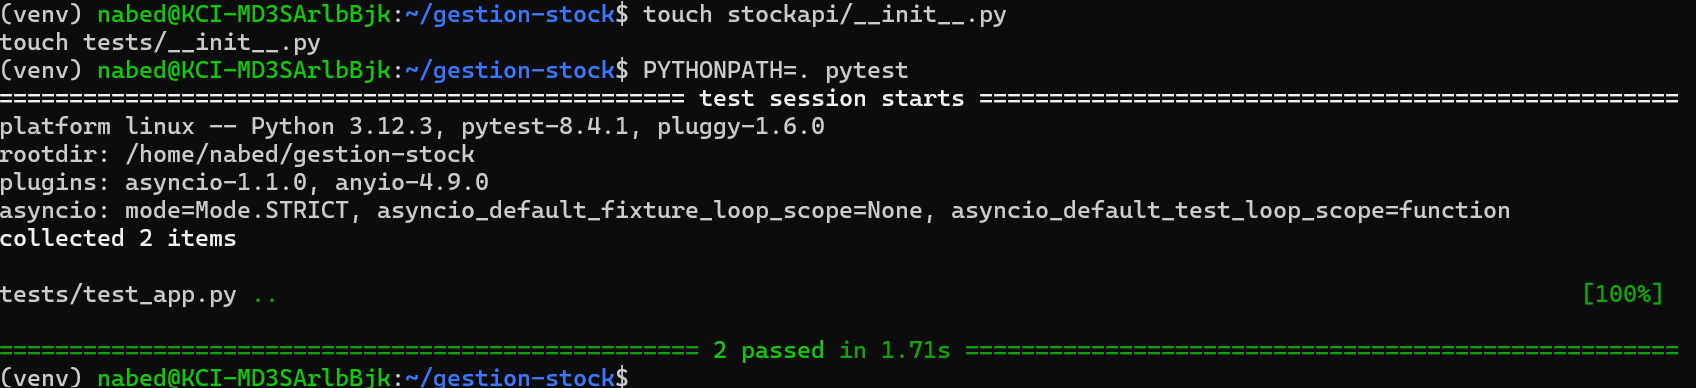 (venv) nabed@KCI-MD3SArlbBjk:~/gestion-stock$ touch stockapi/__init__.py
touch tests/__init__.py
(venv) nabed@KCI-MD3SArlbBjk:~/gestion-stock$ PYTHONPATH=. pytest
================================================= test session starts ==================================================
platform linux -- Python 3.12.3, pytest-8.4.1, pluggy-1.6.0
rootdir: /home/nabed/gestion-stock
plugins: asyncio-1.1.0, anyio-4.9.0
asyncio: mode=Mode.STRICT, asyncio_default_fixture_loop_scope=None, asyncio_default_test_loop_scope=function
collected 2 items
tests/test_app.py .. [100%]
================================================== 2 passed in 1.71s ===================================================
(venv) nabed@KCI-MD3SArlbBjk:~/gestion-stock$